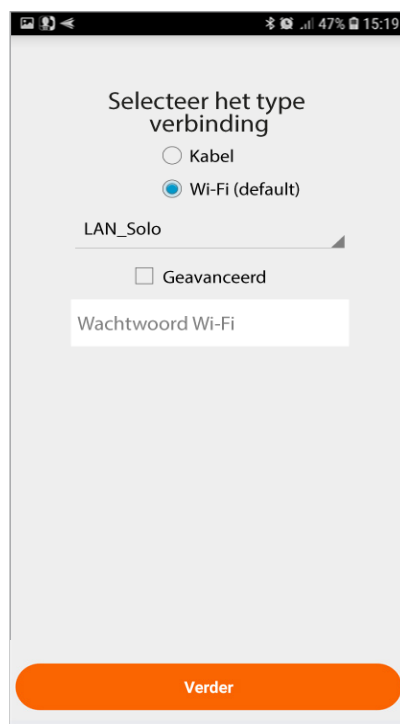 47% 15:19
Selecteer het type
verbinding
Kabel
Wi-Fi (default)
LAN_Solo
Geavanceerd
Wachtwoord Wi-Fi
Verder